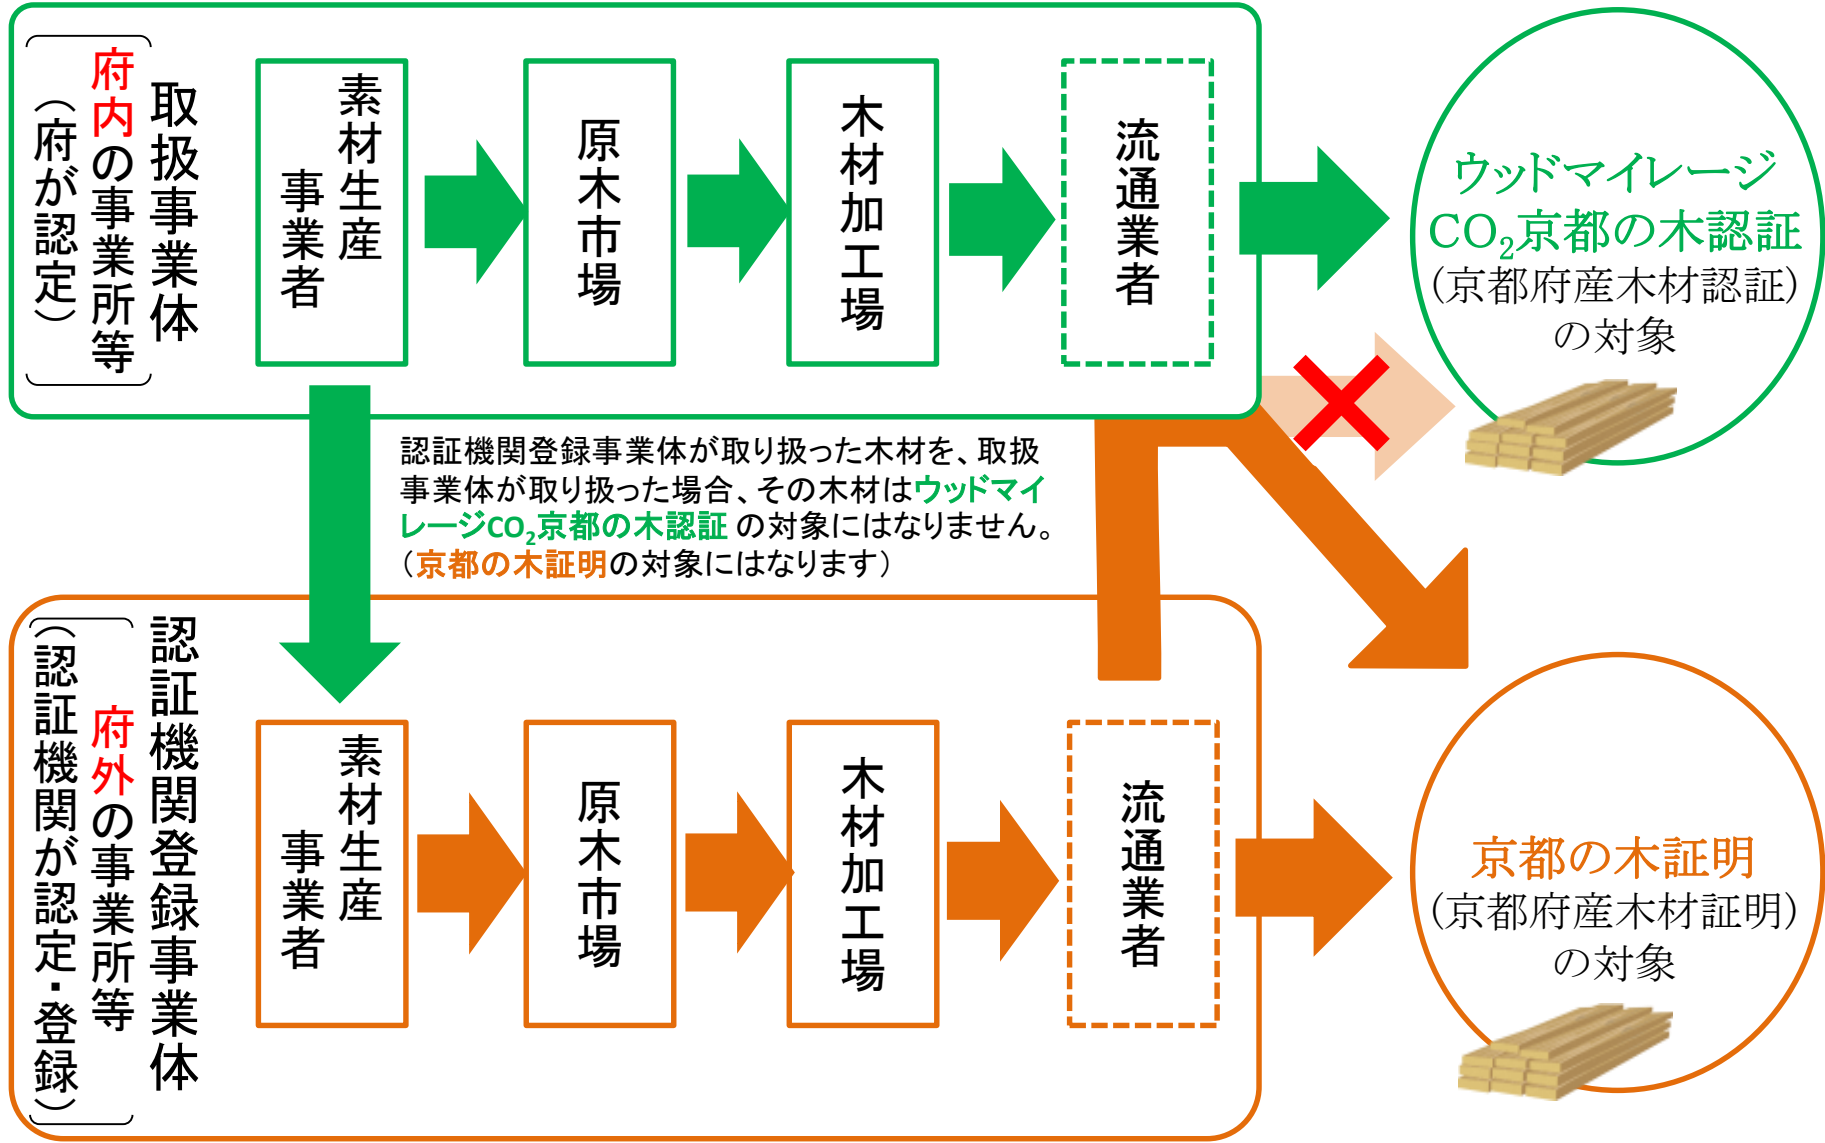 取扱事業体
府内の事業所等
(府が認定)
素材生産
事業者
原木市場
木材加工場
流通業者
ウッドマイレージ
CO₂京都の木認証
(京都府産木材認証)
の対象
認証機関登録事業体が取り扱った木材を、取扱
事業体が取り扱った場合、その木材はウッドマイ
レージCO₂京都の木認証 の対象にはなりません。
(京都の木証明の対象にはなります)
認証機関登録事業体
府外の事業所等
(認証機関が認定・登録)
素材生産
事業者
原木市場
木材加工場
流通業者
京都の木証明
(京都府産木材証明)
の対象